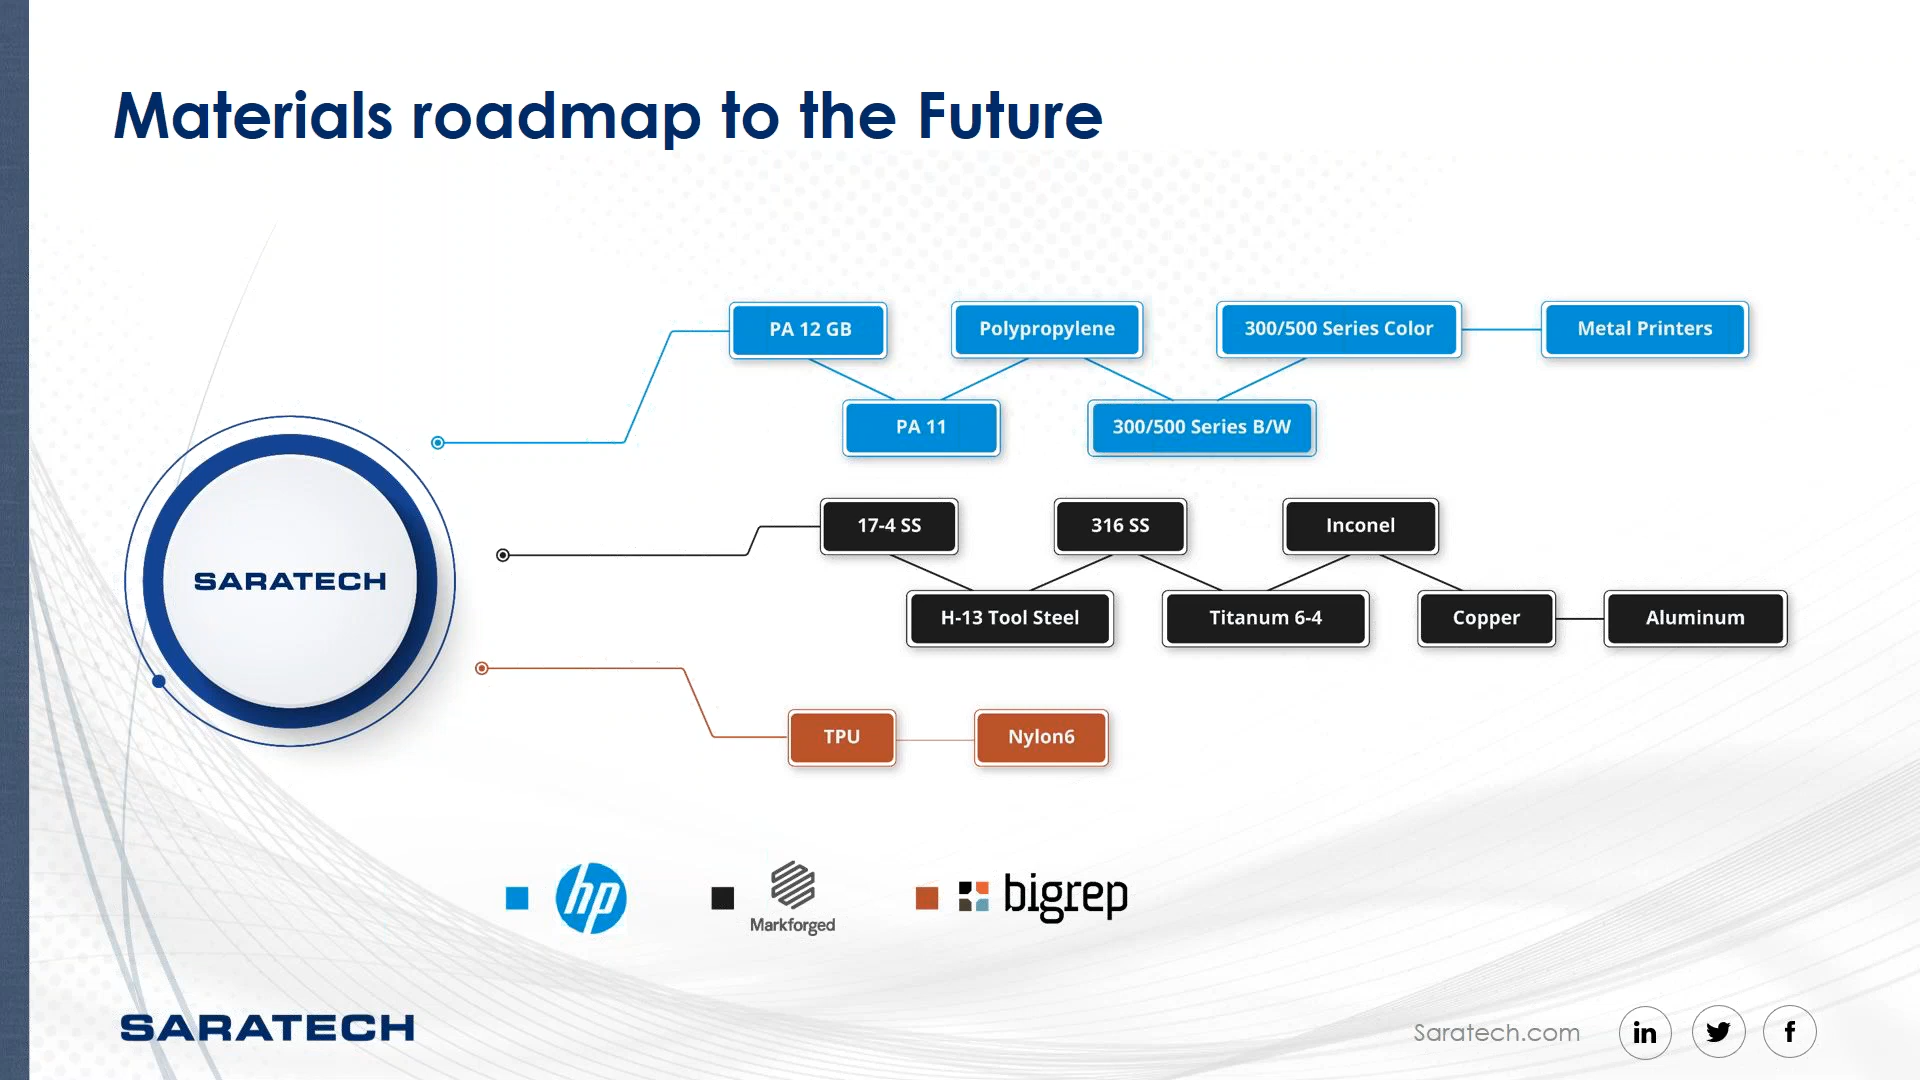 Materials roadmap to the Future
PA 12 GB
Polypropylene
300/500 Series Color
Metal Printers
PA 11
300/500 Series B/W
17-4 SS
316 SS
Inconel
SARATECH
H-13 Tool Steel
Titanum 6-4
Copper
Aluminum
TPU
Nylon6
hp
Markforged
bigrep
SARATECH
Saratech.com
in
f